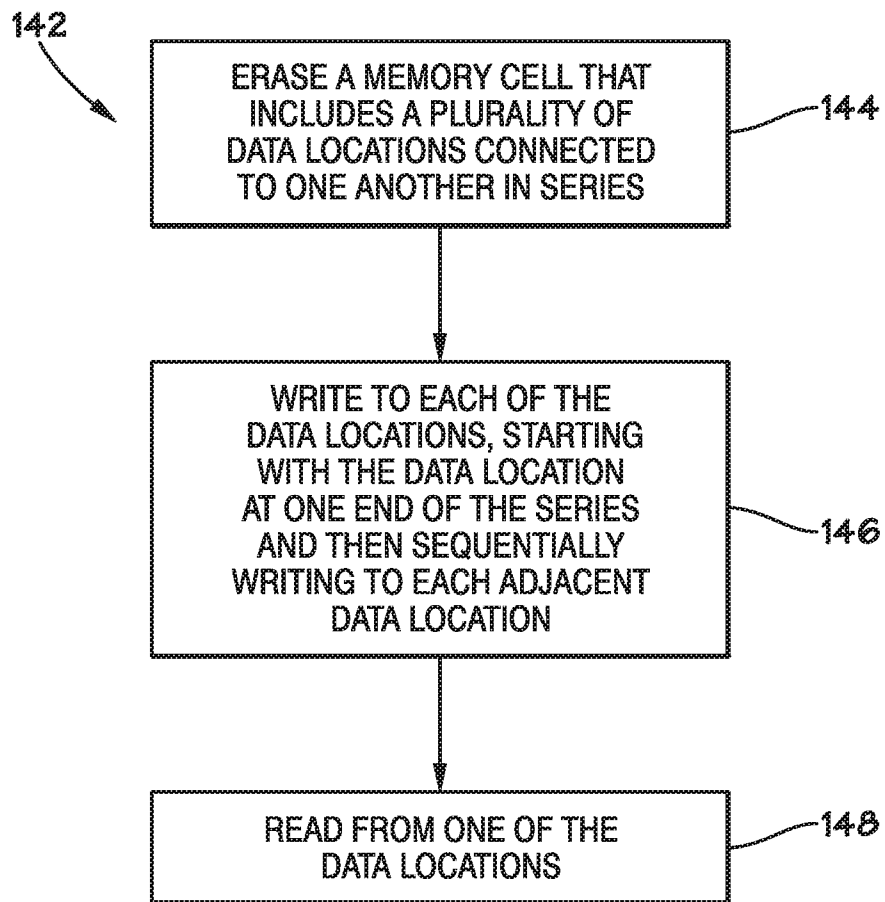 142
ERASE A MEMORY CELL THAT
INCLUDES A PLURALITY OF
DATA LOCATIONS CONNECTED
TO ONE ANOTHER IN SERIES
144
WRITE TO EACH OF THE
DATA LOCATIONS, STARTING
WITH THE DATA LOCATION
AT ONE END OF THE SERIES
AND THEN SEQUENTIALLY
WRITING TO EACH ADJACENT
DATA LOCATION
146
READ FROM ONE OF THE
DATA LOCATIONS
148